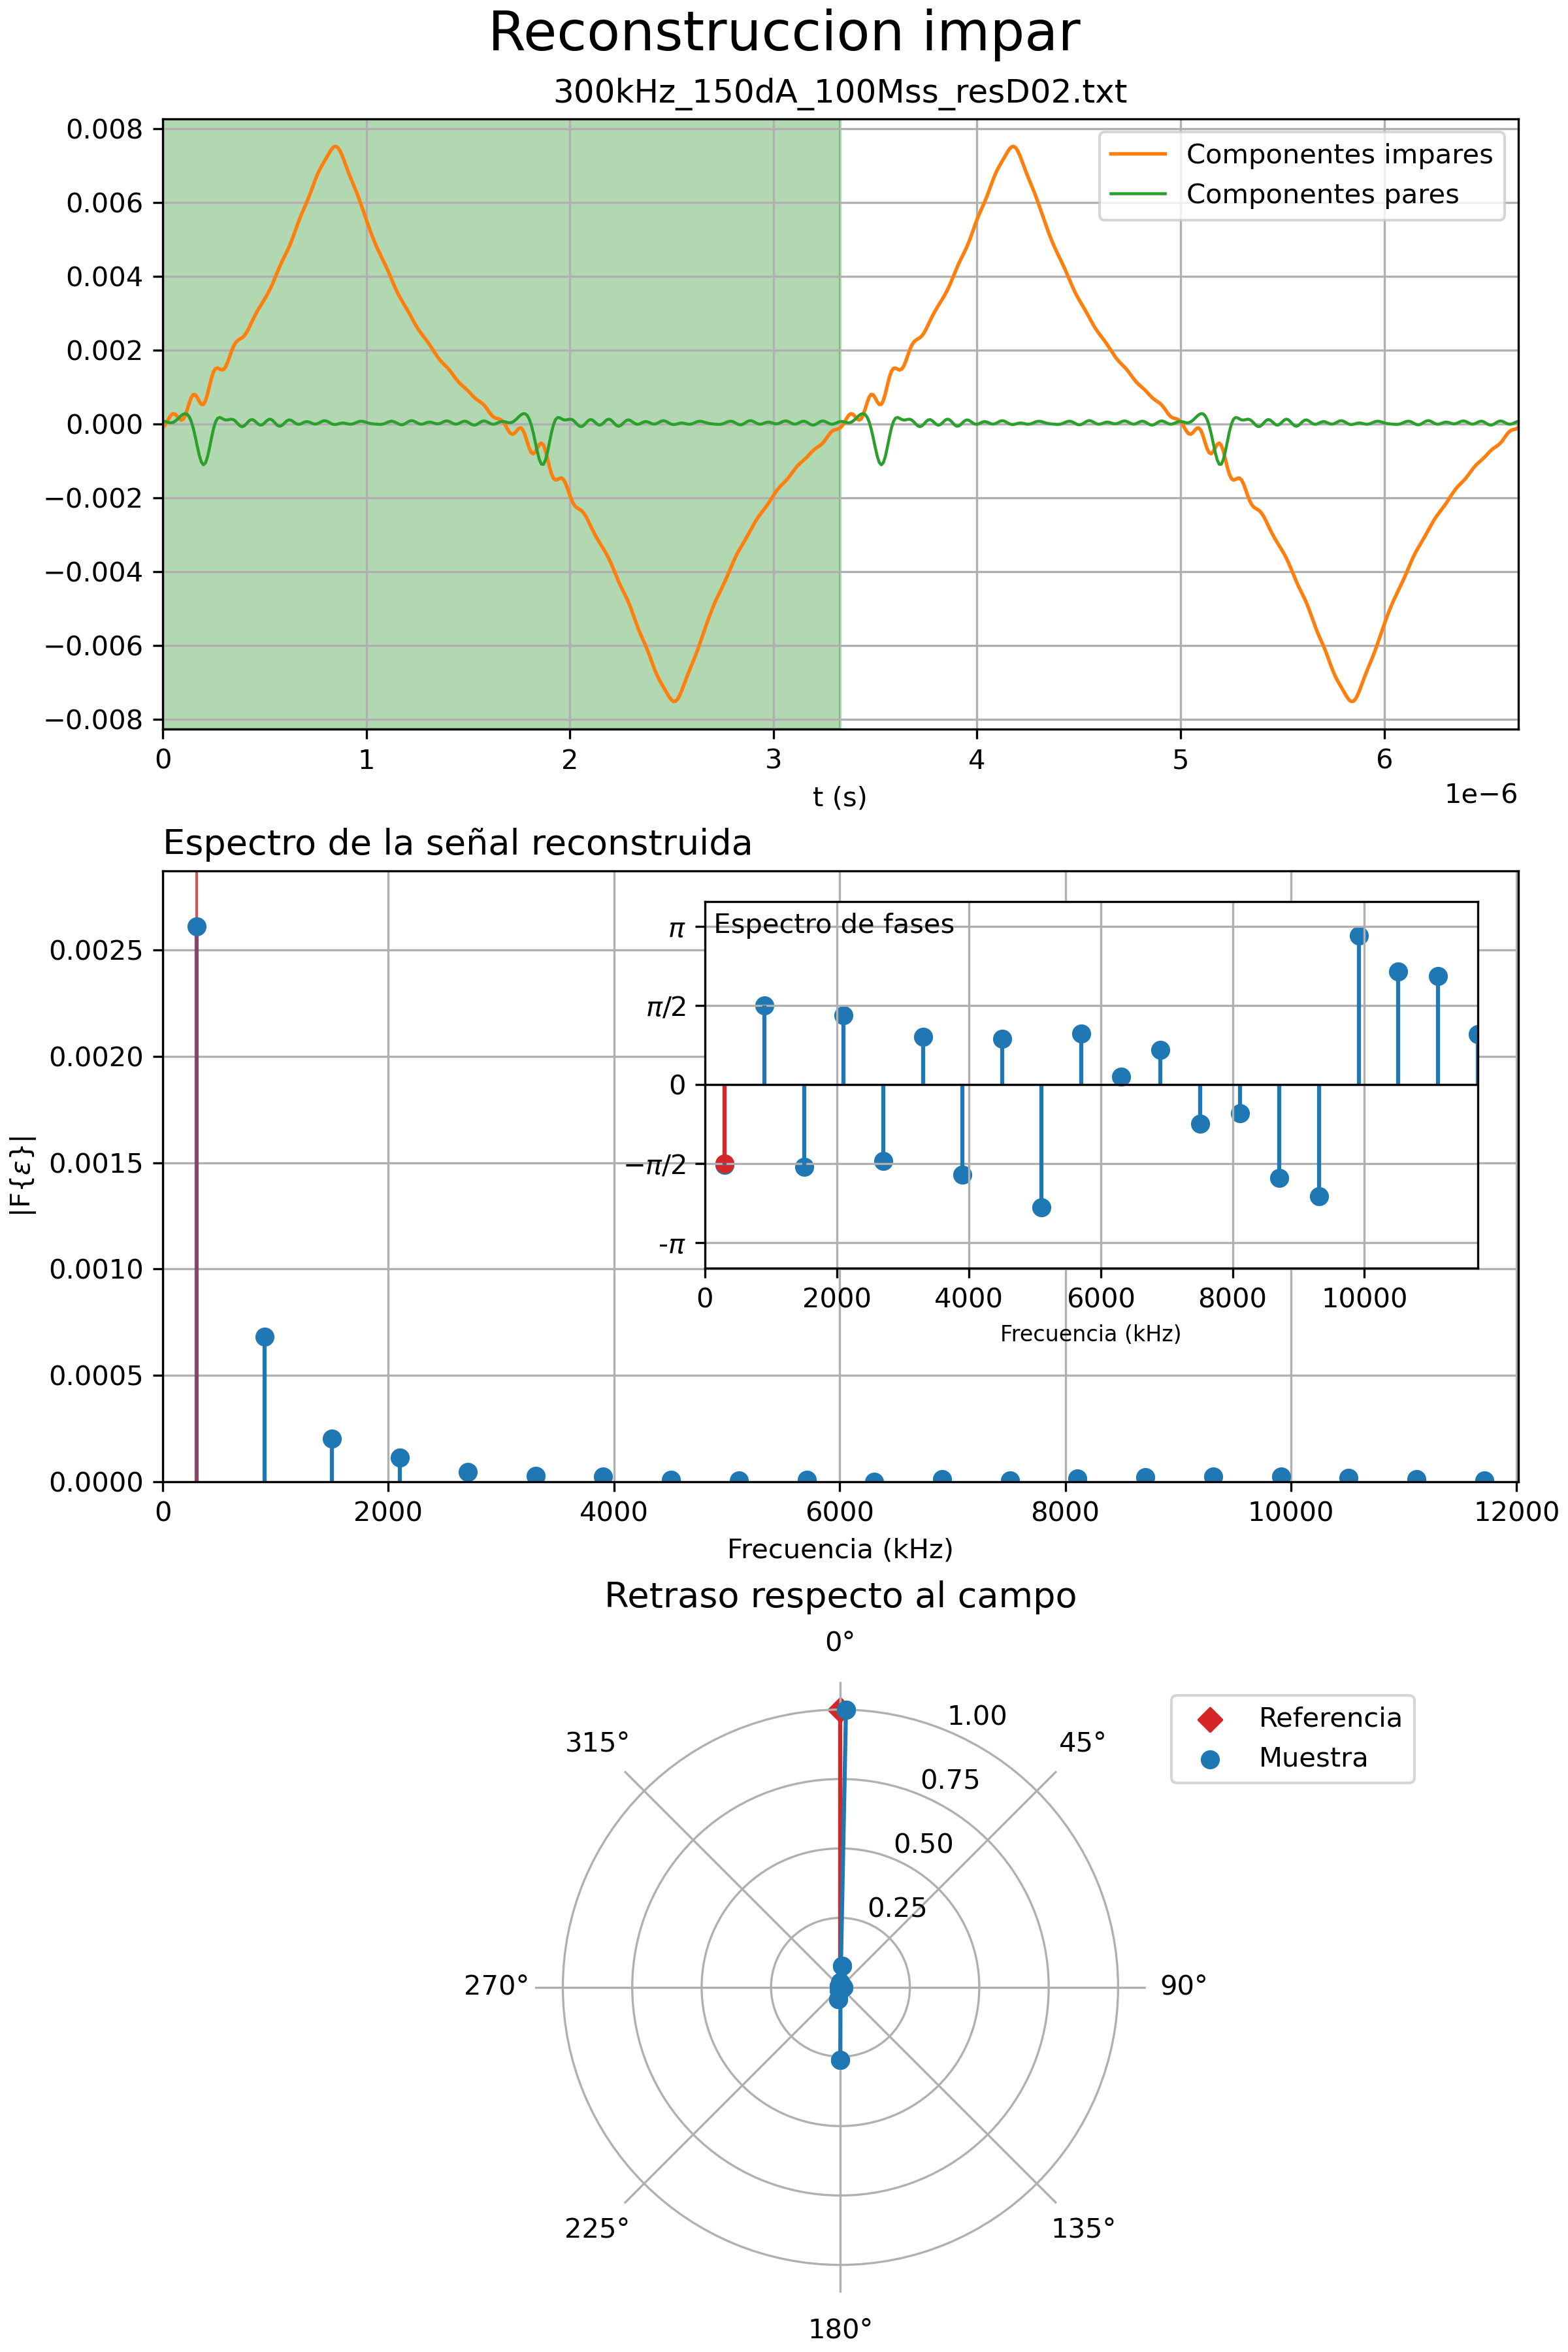 Reconstruccion impar
300kHz_150dA_100Mss_resD02.txt
0.008
0.006
0.004
0.002
0.000
−0.002
−0.004
−0.006
−0.008
Componentes impares
Componentes pares
0 1 2 3 4 5 6
1e−6
t (s)
Espectro de la señal reconstruida
0.0025
0.0020
0.0015
0.0010
0.0005
0.0000
|F{ε}|
Espectro de fases
π
π/2
0
−π/2
-π
0 2000 4000 6000 8000 10000
Frecuencia (kHz)
0 2000 4000 6000 8000 10000 12000
Frecuencia (kHz)
Retraso respecto al campo
0°
45°
90°
135°
180°
225°
270°
315°
1.00
0.75
0.50
0.25
Referencia
Muestra